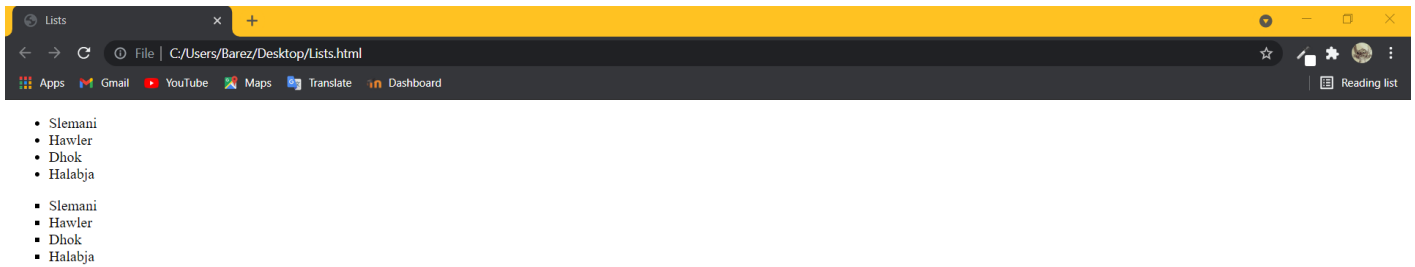 Lists
File | C:/Users/Barez/Desktop/Lists.html
Apps Gmail YouTube Maps Translate Dashboard Reading list
• Slemani
• Hawler
• Dhok
• Halabja
▪ Slemani
▪ Hawler
▪ Dhok
▪ Halabja